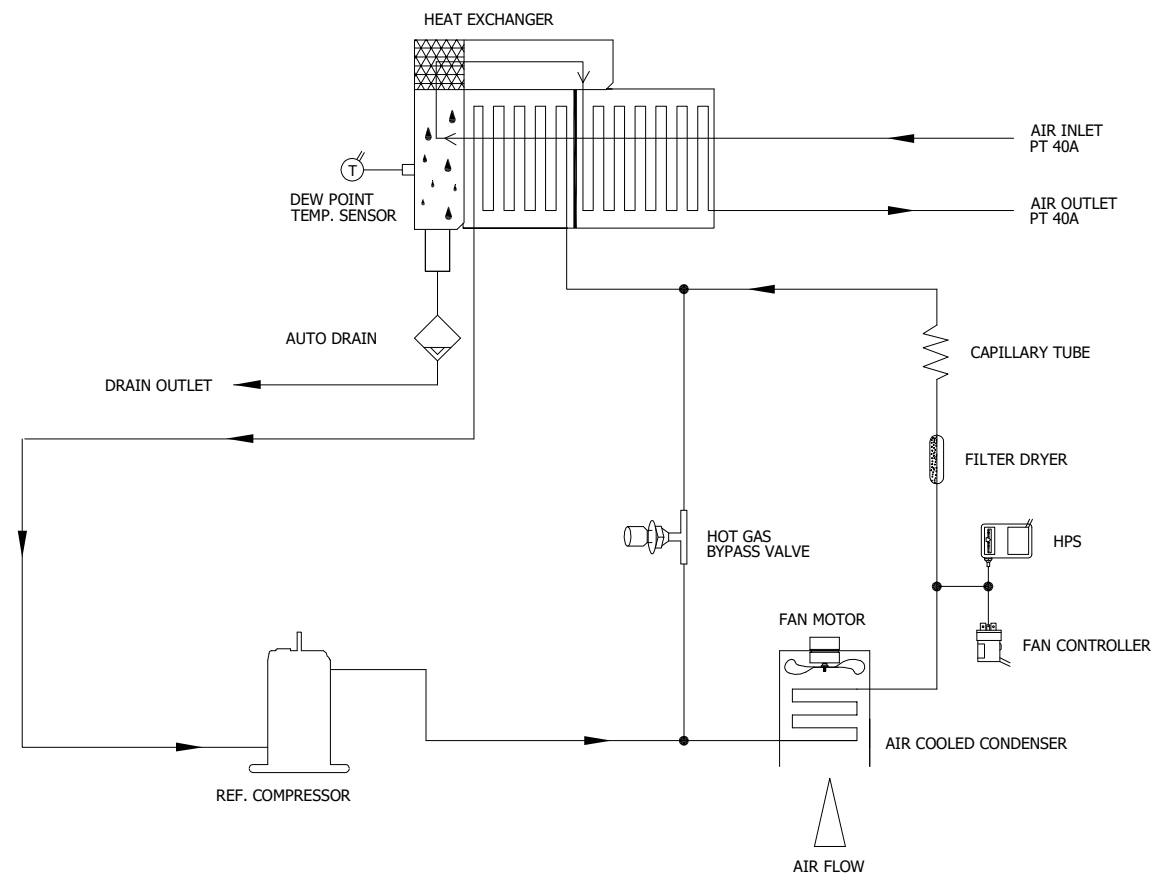 HEAT EXCHANGER
AIR INLET
PT 40A
T
DEW POINT
TEMP. SENSOR
AIR OUTLET
PT 40A
AUTO DRAIN
CAPILLARY TUBE
DRAIN OUTLET
FILTER DRYER
HOT GAS
BYPASS VALVE
HPS
FAN MOTOR
FAN CONTROLLER
AIR COOLED CONDENSER
REF. COMPRESSOR
AIR FLOW